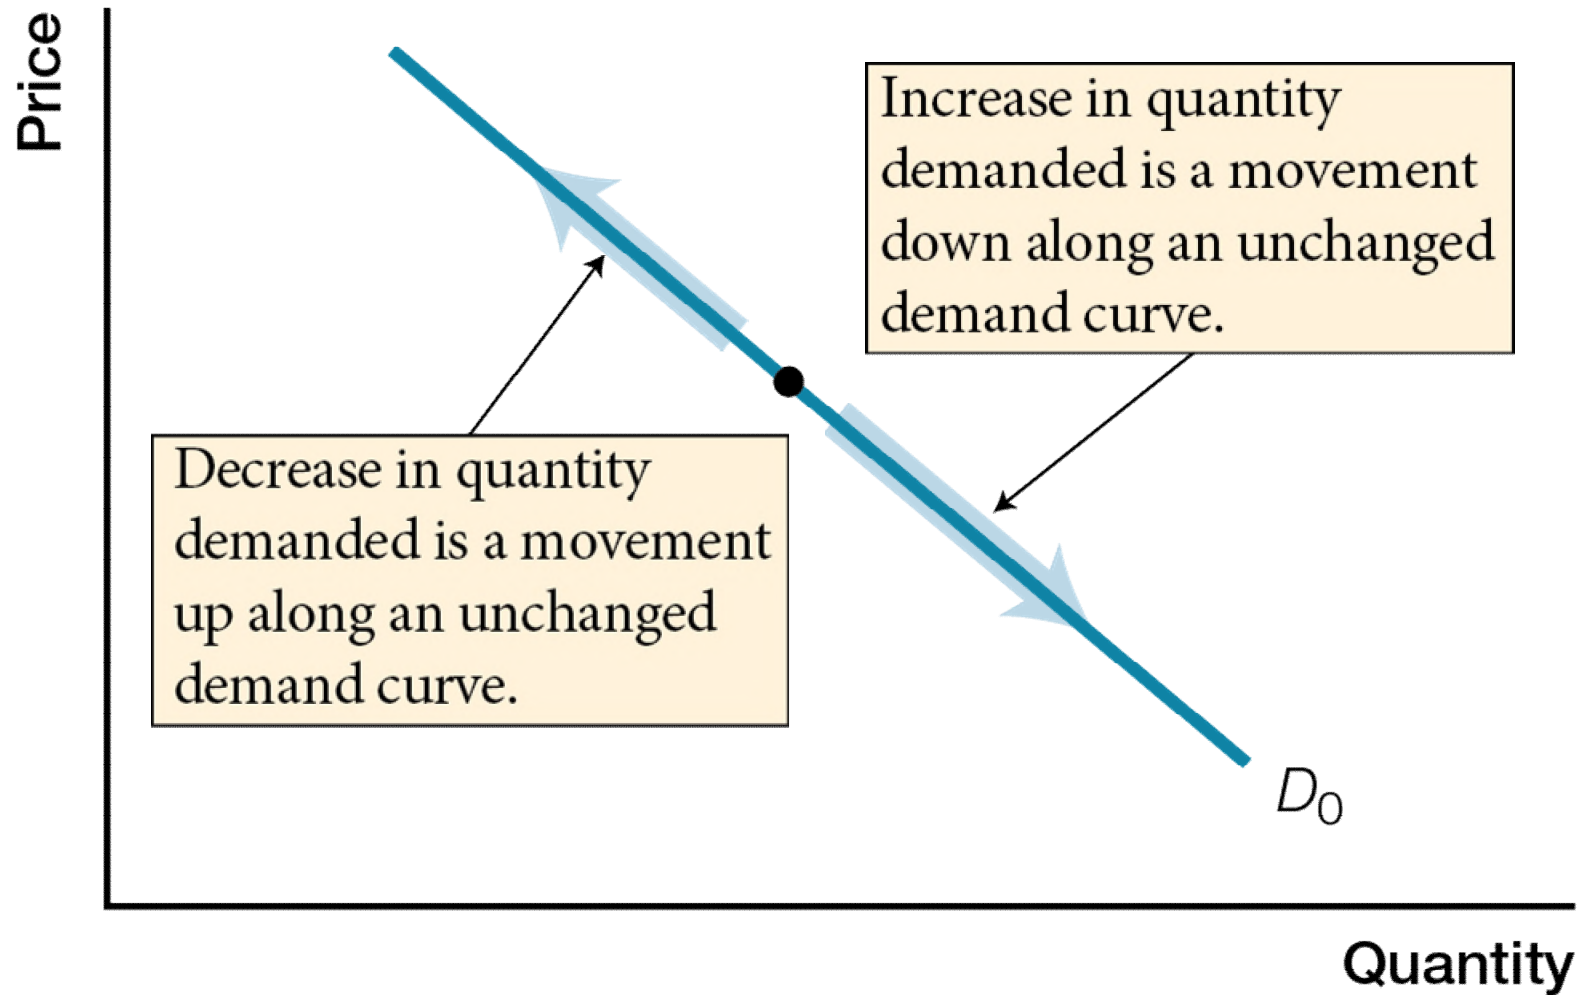 Price
Increase in quantity
demanded is a movement
down along an unchanged
demand curve.
Decrease in quantity
demanded is a movement
up along an unchanged
demand curve.
D₀
Quantity